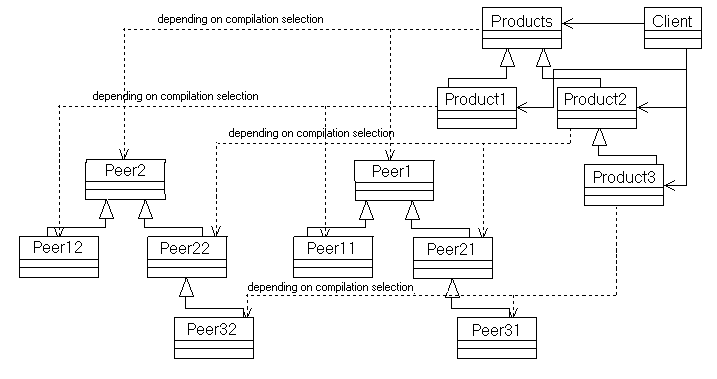 depending on compilation selection
Products
Client
depending on compilation selection
Product1
Product2
depending on compilation selection
Peer2
Peer1
Product3
Peer12
Peer22
Peer11
Peer21
depending on compilation selection
Peer32
Peer31